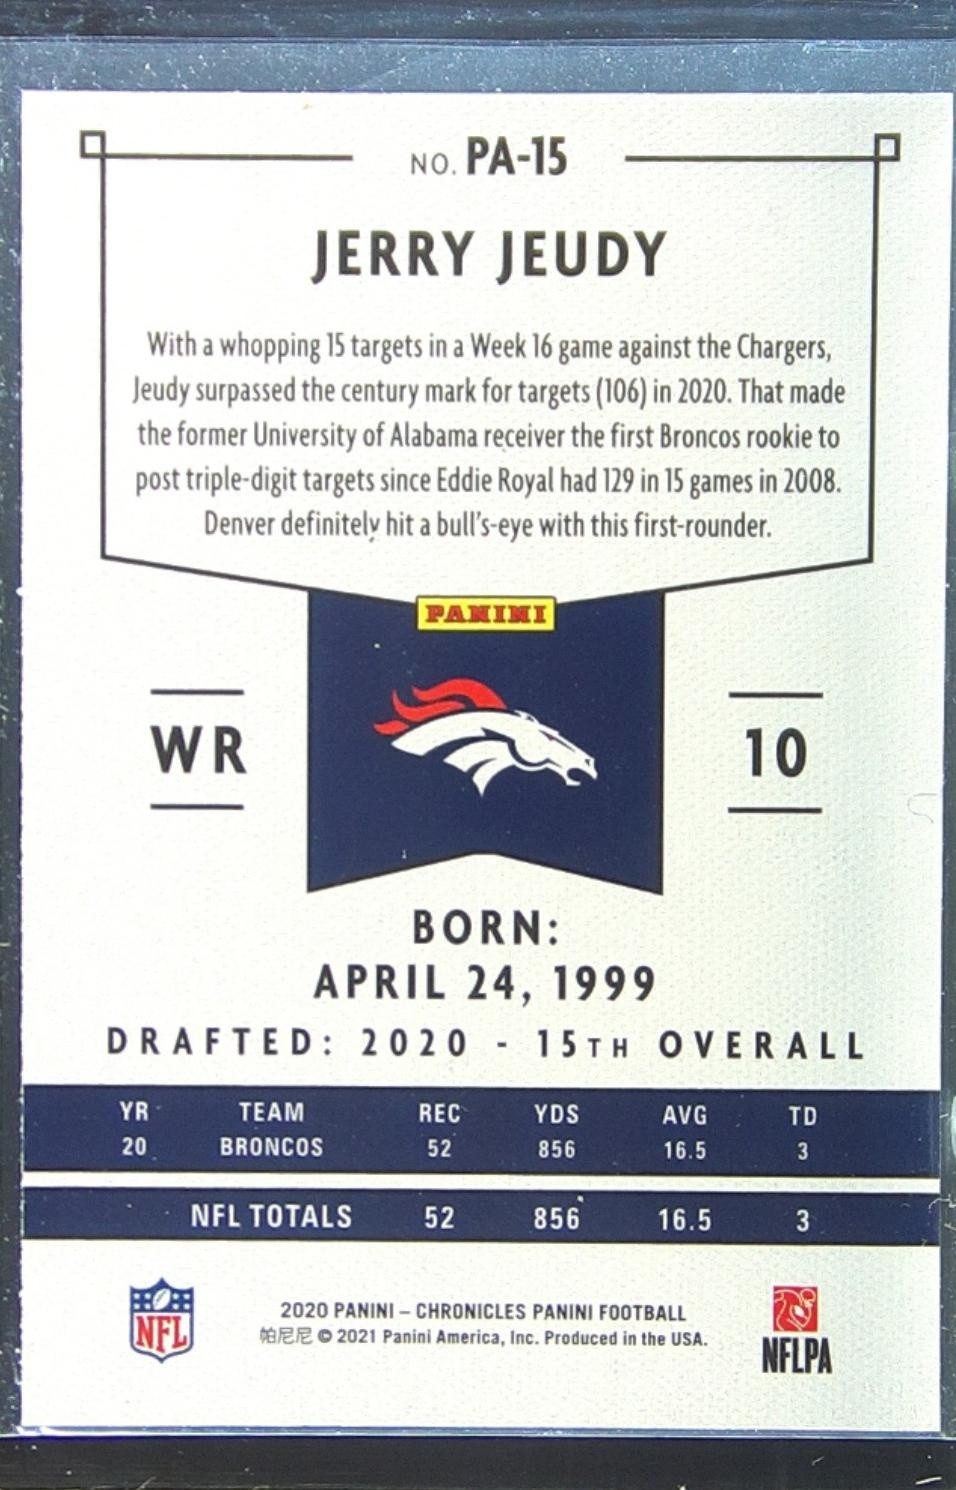 NO. PA-15
JERRY JEUDY
With a whopping 15 targets in a Week 16 game against the Chargers,
Jeudy surpassed the century mark for targets (106) in 2020. That made
the former University of Alabama receiver the first Broncos rookie to
post triple-digit targets since Eddie Royal had 129 in 15 games in 2008.
Denver definitely hit a bull's-eye with this first-rounder.
PANINI
WR
10
BORN:
APRIL 24, 1999
DRAFTED: 2020 - 15TH OVERALL
YR TEAM REC YDS AVG TD
20 BRONCOS 52 856 16.5 3
NFL TOTALS 52 856 16.5 3
2020 PANINI – CHRONICLES PANINI FOOTBALL
帕尼尼 © 2021 Panini America, Inc. Produced in the USA.
NFL
NFLPA